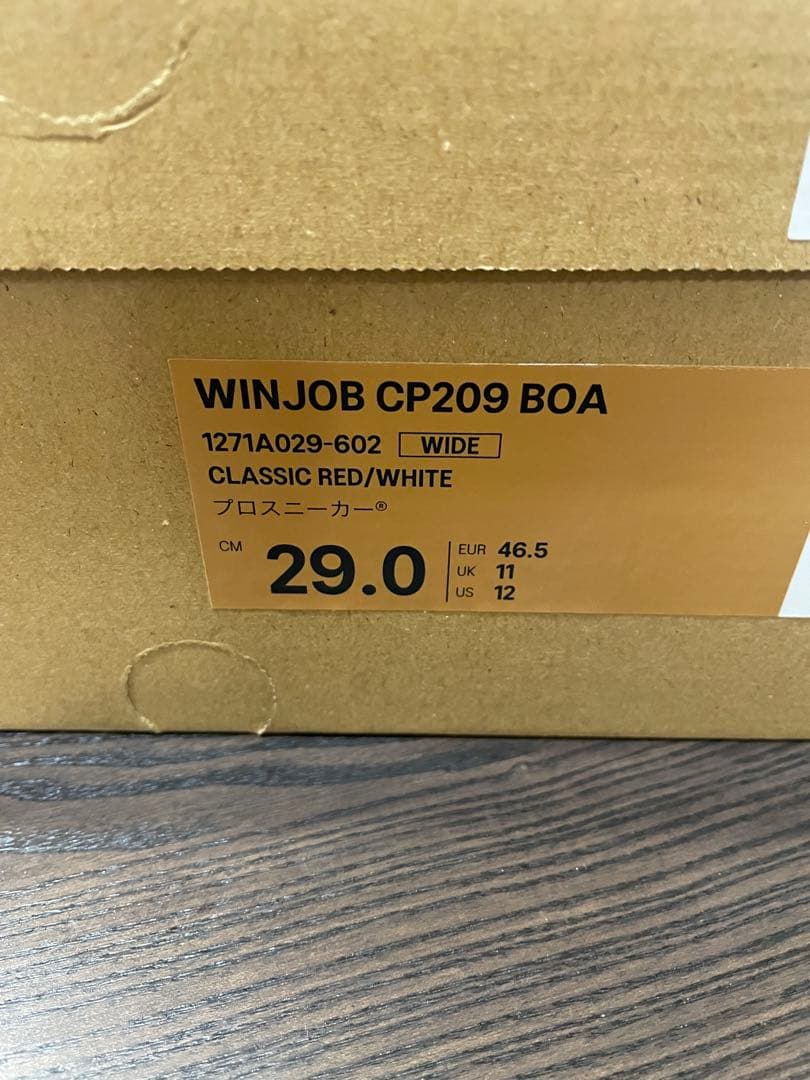 WINJOB CP209 BOA
1271A029-602 WIDE
CLASSIC RED/WHITE
プロスニーカー®
CM 29.0
EUR 46.5
UK 11
US 12